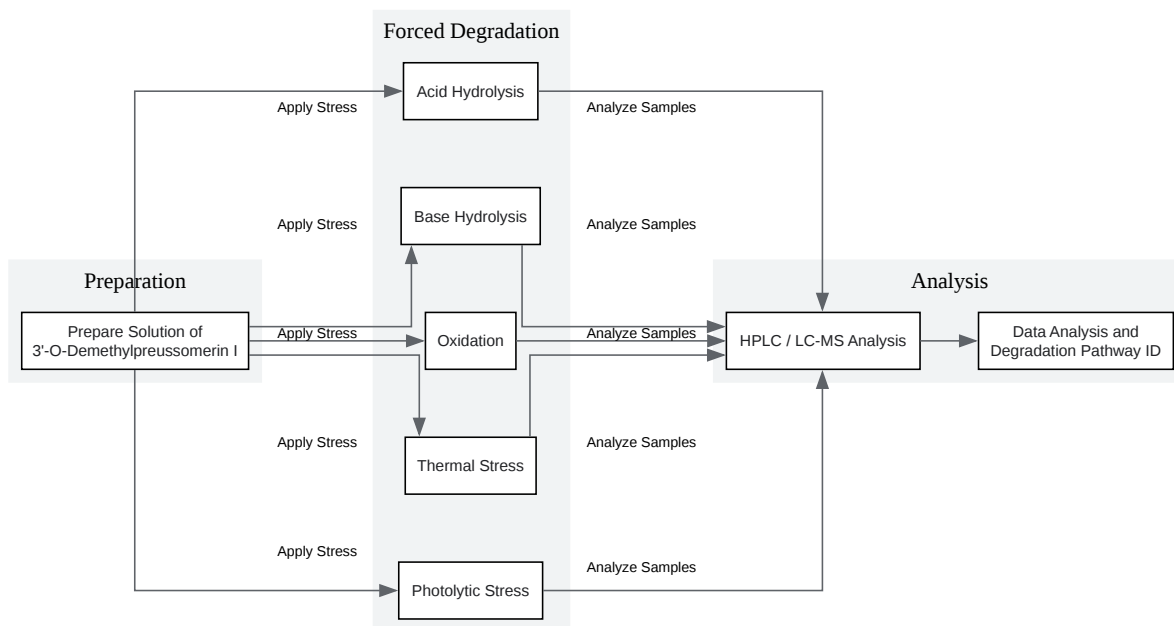 Forced Degradation
Acid Hydrolysis
Apply Stress
Analyze Samples
Base Hydrolysis
Apply Stress
Analyze Samples
Preparation
Analysis
Prepare Solution of
3'-O-Demethylpreussomerin I
Apply Stress
Oxidation
Analyze Samples
HPLC / LC-MS Analysis
Data Analysis and
Degradation Pathway ID
Apply Stress
Analyze Samples
Thermal Stress
Apply Stress
Analyze Samples
Photolytic Stress